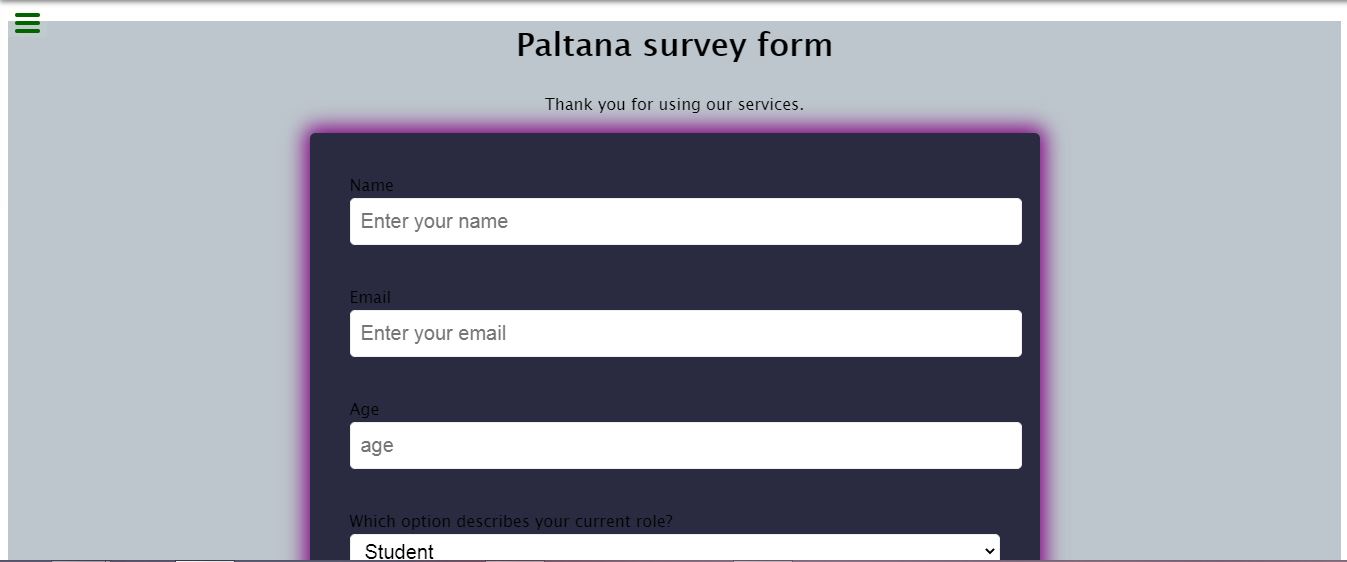 Paltana survey form
Thank you for using our services.
Name
Enter your name
Email
Enter your email
Age
age
Which option describes your current role?
Student